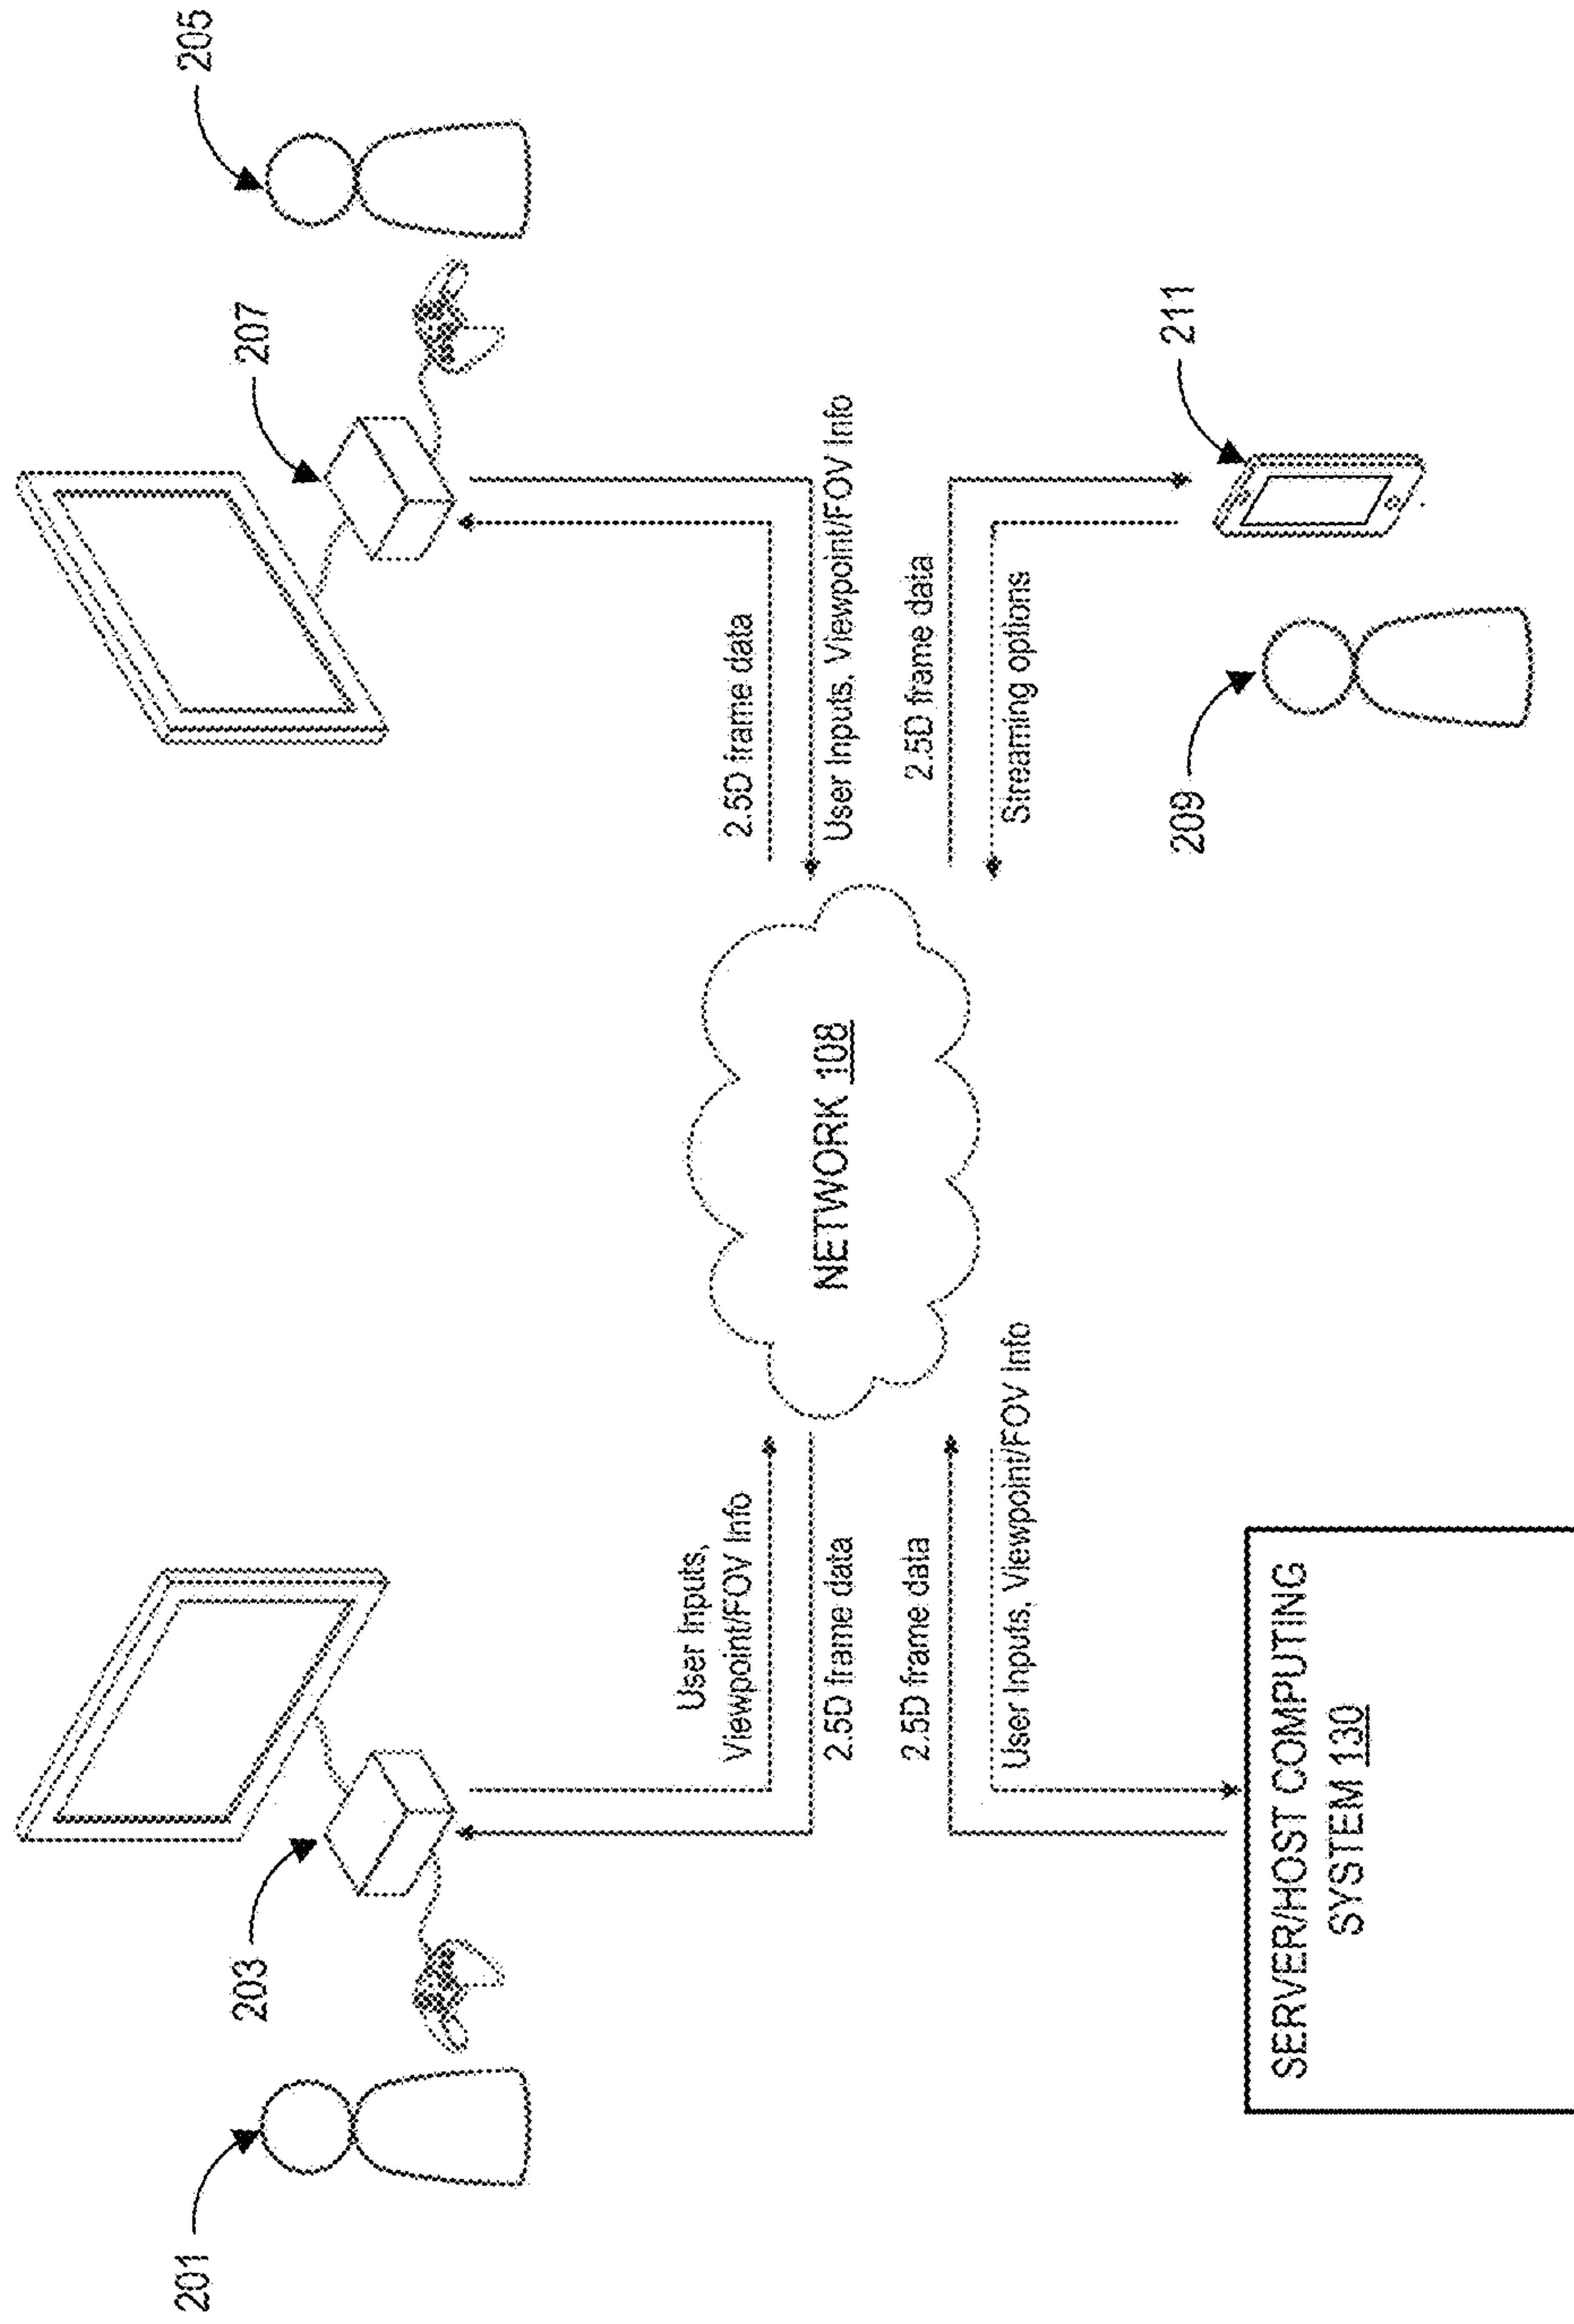 201
203
205
207
User Inputs,
Viewpoint/FOV Info
2.5D frame data
2.5D frame data
User Inputs, Viewpoint/FOV Info
NETWORK 108
2.5D frame data
User Inputs, Viewpoint/FOV Info
2.5D frame data
Streaming options
209
211
SERVER/HOST COMPUTING
SYSTEM 130